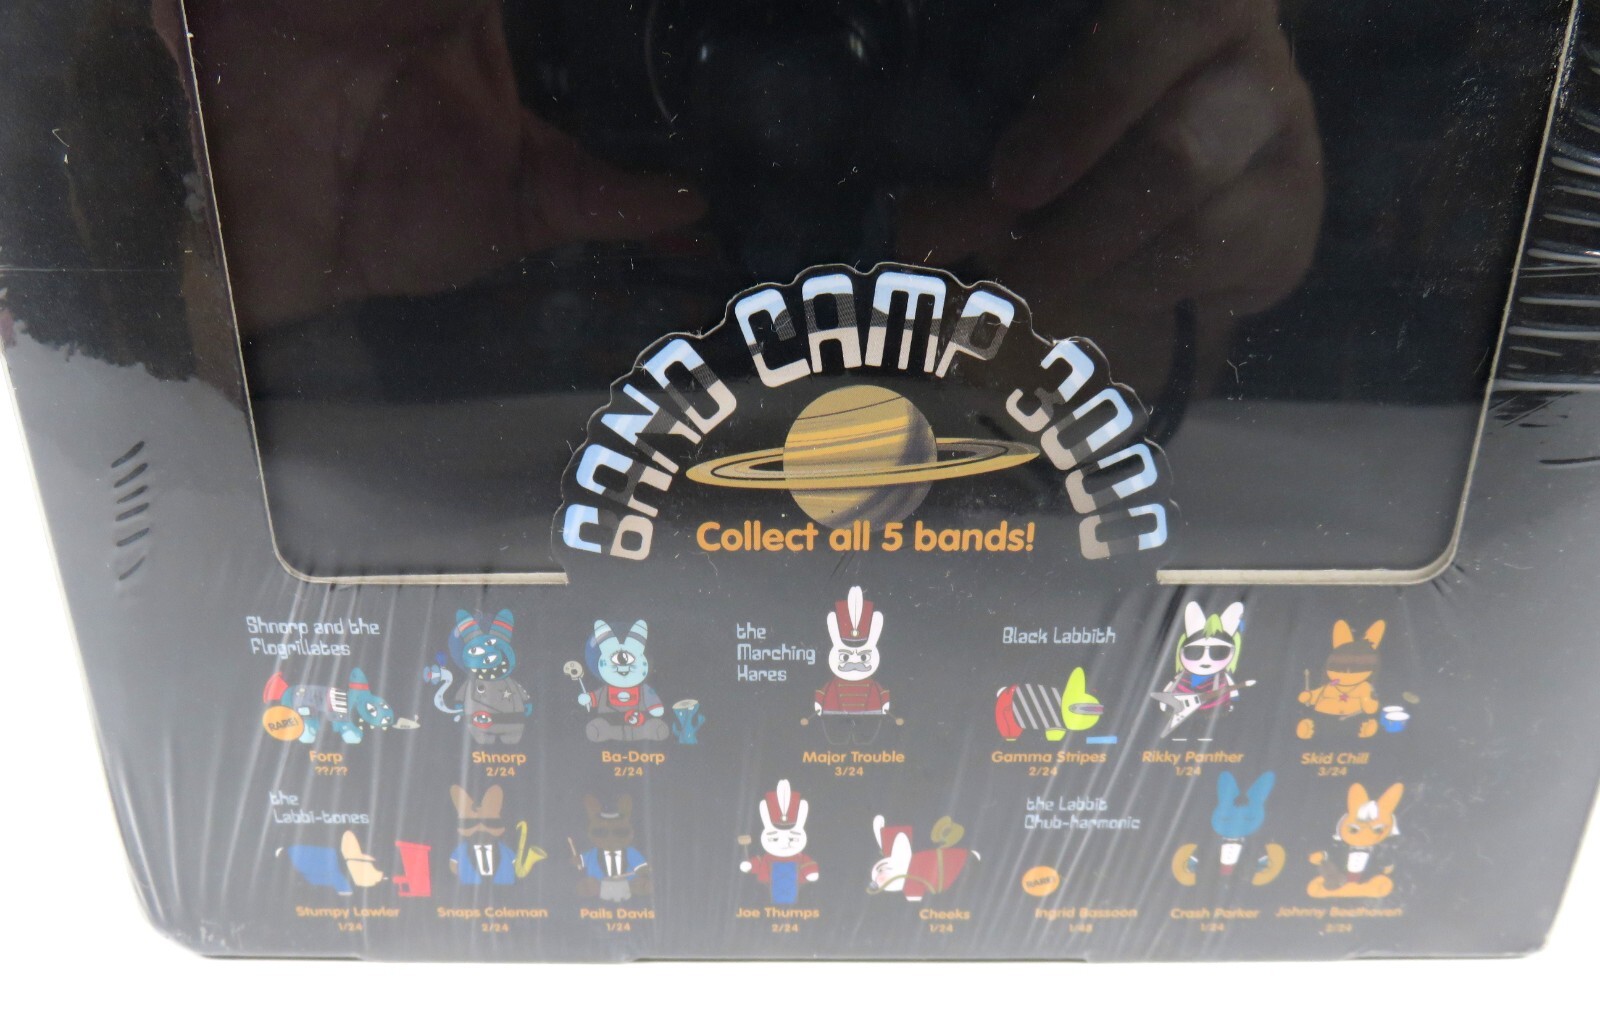 BAND CAMP 3000
Collect all 5 bands!
Shnorp and the
Flogrillates
RARE!
Forp
??/??
Shnorp
2/24
Ba-Dorp
2/24
the
Marching
Hares
Major Trouble
3/24
Black Labbith
Gamma Stripes
2/24
Rikky Panther
1/24
Skid Chill
3/24
the
Labbi-tones
Stumpy Lawler
1/24
Snaps Coleman
2/24
Pails Davis
1/24
Joe Thumps
2/24
Cheeks
1/24
the Labbit
Chub-harmonic
RARE!
Ingrid Bassoon
1/48
Crash Parker
1/24
Johnny Beathoven
2/24